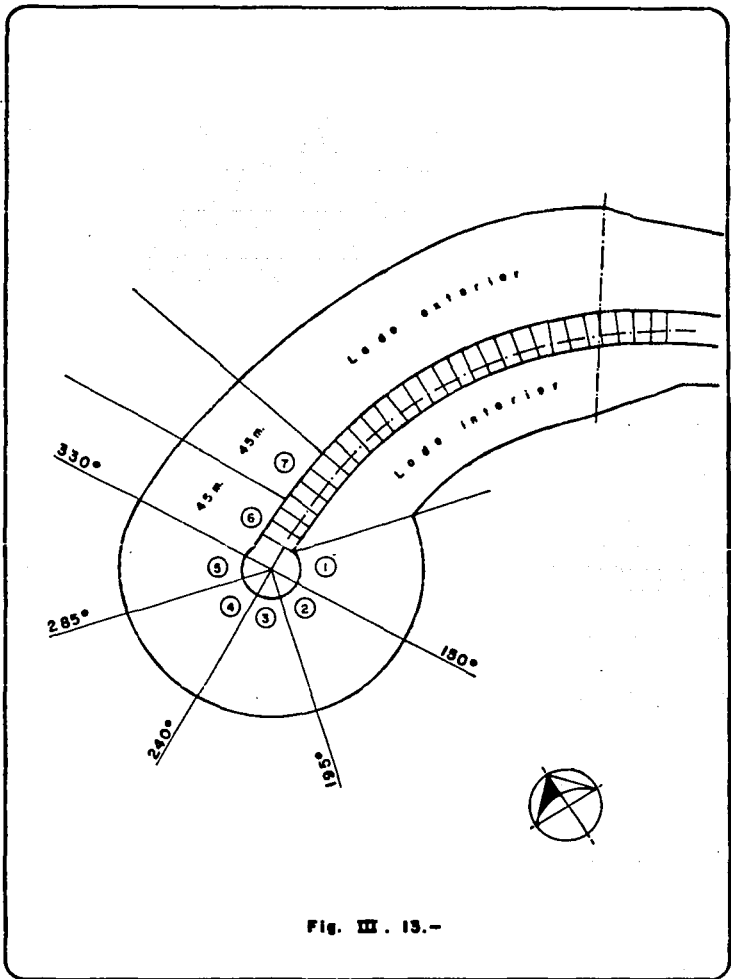 Lado exterior
Lado interior
45 m.
⑦
330°
45 m.
⑥
⑤
①
④
③
②
285°
150°
240°
195°
Fig. III. 13.-